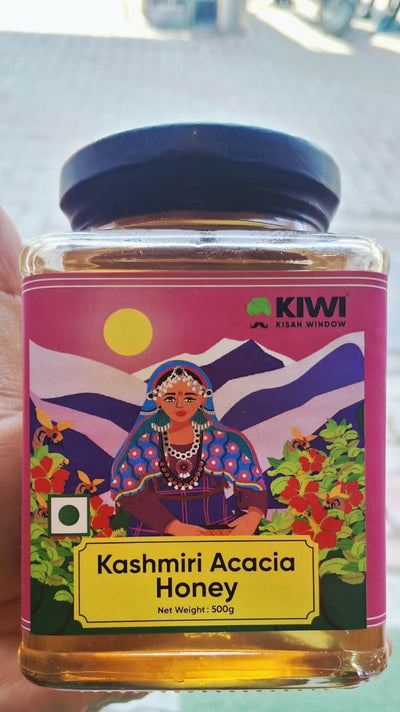 KIWI
KISAN WINDOW
Kashmiri Acacia
Honey
Net Weight : 500g